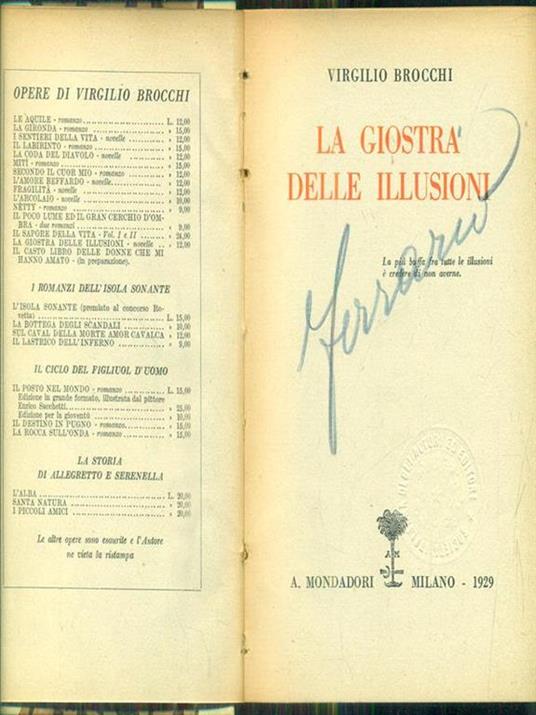 OPERE DI VIRGILIO BROCCHI
LE AQUILE - romanzo L. 12,00
LA GIRONDA - romanzo » 15,00
I SENTIERI DELLA VITA - novelle » 12,00
IL LABIRINTO - romanzo » 15,00
LA CODA DEL DIAVOLO - novelle » 12,00
MITI - romanzo » 15,00
SECONDO IL CUOR MIO - romanzo » 12,00
L'AMORE BEFFARDO - novelle » 12,00
FRAGILITÀ - novelle » 12,00
L'ARCOLAIO - novelle » 10,00
NETTY - romanzo » 9,00
IL POCO LUME ED IL GRAN CERCHIO D'OM-
BRA - due romanzi » 9,00
IL SAPORE DELLA VITA - Vol. I e II » 24,00
LA GIOSTRA DELLE ILLUSIONI - novelle » 12,00
IL CASTO LIBRO DELLE DONNE CHE MI
HANNO AMATO - (in preparazione).
I ROMANZI DELL'ISOLA SONANTE
L'ISOLA SONANTE (premiato al concorso Ro-
vetta) L. 15,00
LA BOTTEGA DEGLI SCANDALI » 10,00
SUL CAVAL DELLA MORTE AMOR CAVALCA » 12,00
IL LASTRICO DELL'INFERNO » 9,00
IL CICLO DEL FIGLIUOL D'UOMO
IL POSTO NEL MONDO - romanzo L. 15,00
Edizione in grande formato, illustrata dal pittore
Enrico Sacchetti » 25,00
Edizione per la gioventù » 10,00
IL DESTINO IN PUGNO - romanzo » 15,00
LA ROCCA SULL'ONDA - romanzo » 15,00
LA STORIA
DI ALLEGRETTO E SERENELLA
L'ALBA L. 20,00
SANTA NATURA » 20,00
I PICCOLI AMICI » 20,00
Le altre opere sono esaurite e l'Autore
ne vieta la ristampa
VIRGILIO BROCCHI
LA GIOSTRA
DELLE ILLUSIONI
La più buffa fra tutte le illusioni
è credere di non averne.
Ferrario
A. MONDADORI MILANO - 1929